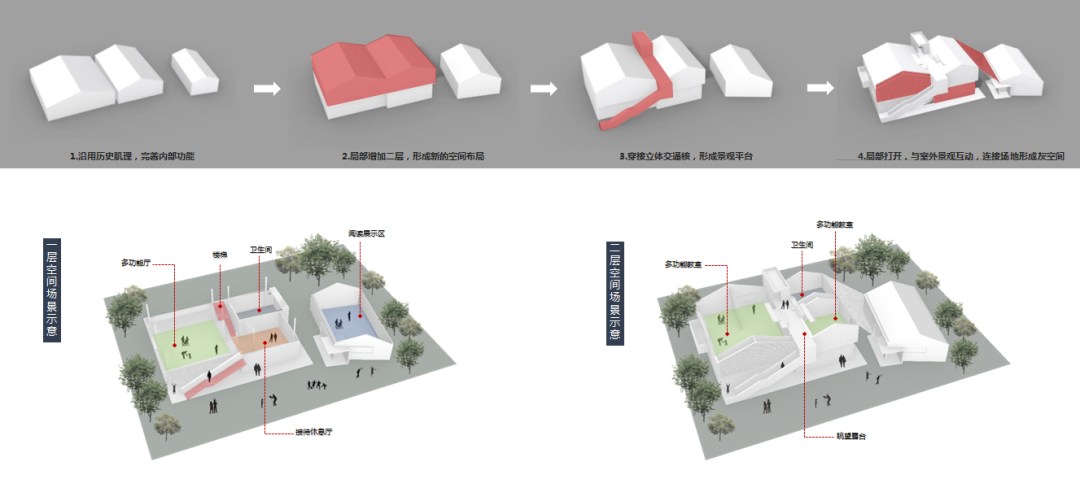 1.沿用历史肌理，完善内部功能
2.局部增加二层，形成新的空间布局
3.穿接立体交通核，形成景观平台
4.局部打开，与室外景观互动，连接场地形成灰空间
一层空间场景示意
多功能厅
楼梯
卫生间
阅读展示区
接待休息厅
二层空间场景示意
多功能教室
卫生间
多功能教室
眺望露台